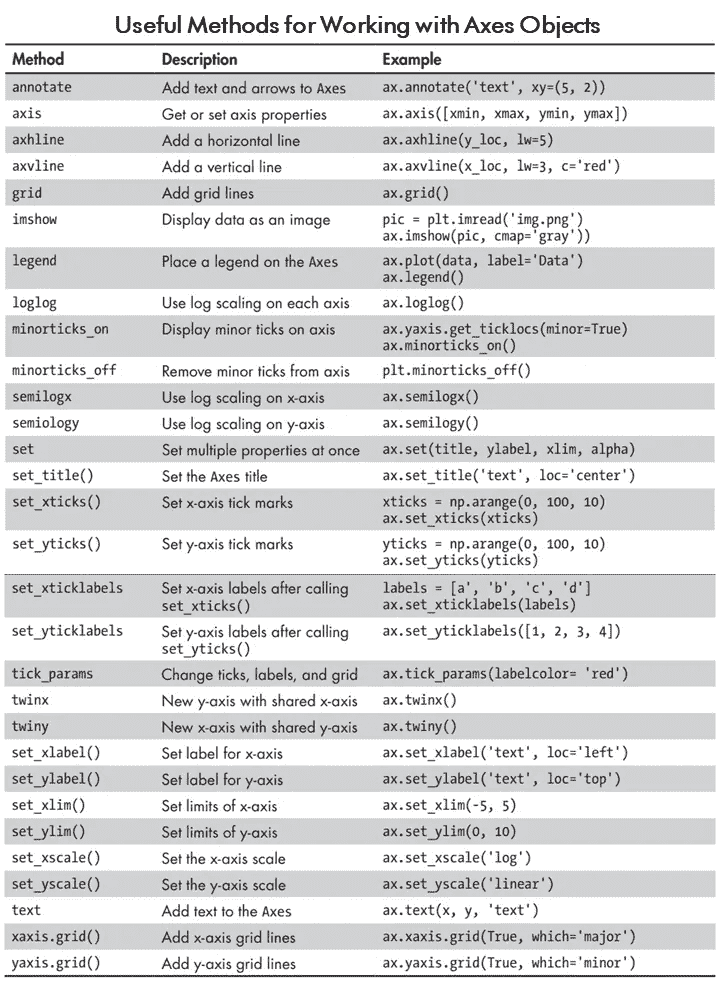 Useful Methods for Working with Axes Objects
Method Description Example
annotate Add text and arrows to Axes ax.annotate('text', xy=(5, 2))
axis Get or set axis properties ax.axis([xmin, xmax, ymin, ymax])
axhline Add a horizontal line ax.axhline(y_loc, lw=5)
axvline Add a vertical line ax.axvline(x_loc, lw=3, c='red')
grid Add grid lines ax.grid()
imshow Display data as an image pic = plt.imread('img.png')
ax.imshow(pic, cmap='gray'))
legend Place a legend on the Axes ax.plot(data, label='Data')
ax.legend()
loglog Use log scaling on each axis ax.loglog()
minorticks_on Display minor ticks on axis ax.yaxis.get_ticklocs(minor=True)
ax.minorticks_on()
minorticks_off Remove minor ticks from axis plt.minorticks_off()
semilogx Use log scaling on x-axis ax.semilogx()
semiology Use log scaling on y-axis ax.semilogy()
set Set multiple properties at once ax.set(title, ylabel, xlim, alpha)
set_title() Set the Axes title ax.set_title('text', loc='center')
set_xticks() Set x-axis tick marks xticks = np.arange(0, 100, 10)
ax.set_xticks(xticks)
set_yticks() Set y-axis tick marks yticks = np.arange(0, 100, 10)
ax.set_yticks(yticks)
set_xticklabels Set x-axis labels after calling labels = [a', 'b', 'c', 'd']
set_xticks() ax.set_xticklabels(labels)
set_yticklabels Set y-axis labels after calling ax.set_yticklabels([1, 2, 3, 4])
set_yticks()
tick_params Change ticks, labels, and grid ax.tick_params(labelcolor= 'red')
twinx New y-axis with shared x-axis ax.twinx()
twiny New x-axis with shared y-axis ax.twiny()
set_xlabel() Set label for x-axis ax.set_xlabel('text', loc='left')
set_ylabel() Set label for y-axis ax.set_ylabel('text', loc='top')
set_xlim() Set limits of x-axis ax.set_xlim(-5, 5)
set_ylim() Set limits of y-axis ax.set_ylim(0, 10)
set_xscale() Set the x-axis scale ax.set_xscale('log')
set_yscale() Set the y-axis scale ax.set_yscale('linear')
text Add text to the Axes ax.text(x, y, 'text')
xaxis.grid() Add x-axis grid lines ax.xaxis.grid(True, which='major')
yaxis.grid() Add y-axis grid lines ax.yaxis.grid(True, which='minor')